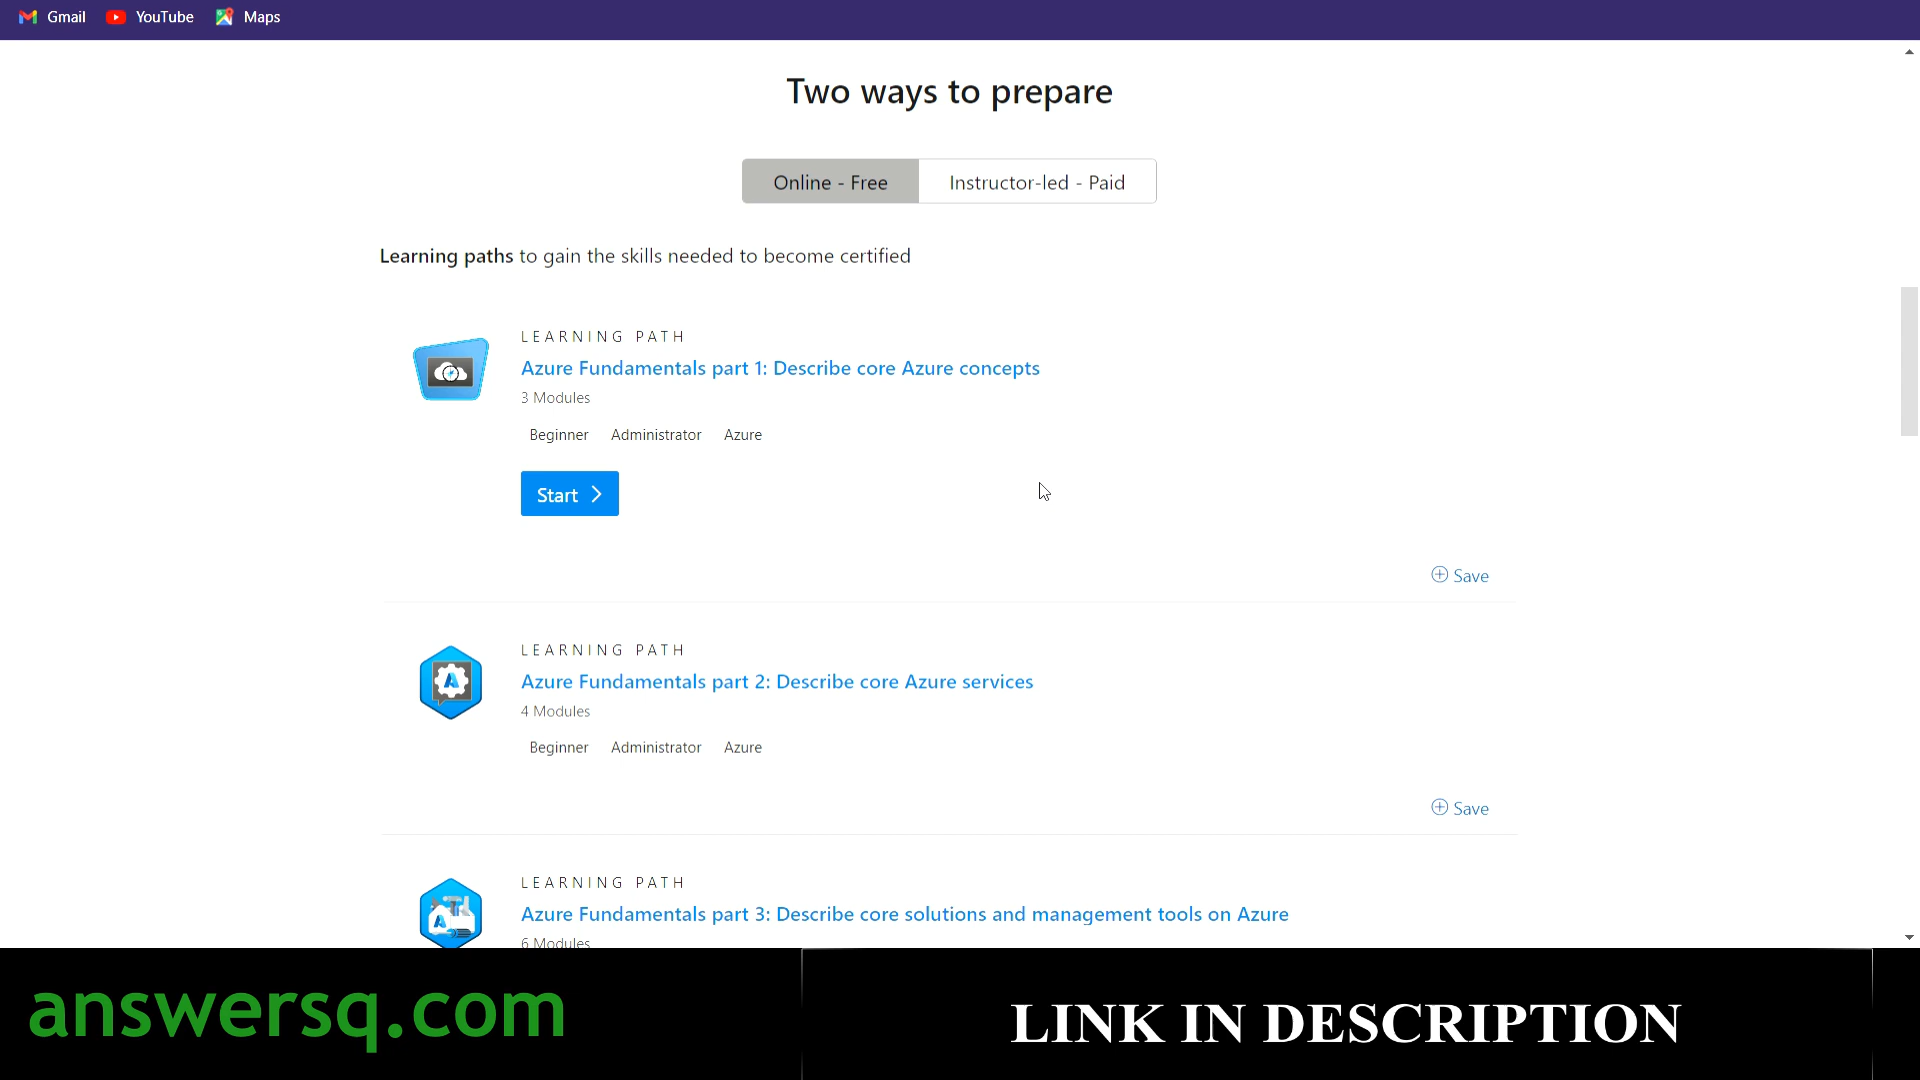 Gmail YouTube Maps
Two ways to prepare
Online - Free Instructor-led - Paid
Learning paths to gain the skills needed to become certified
LEARNING PATH
Azure Fundamentals part 1: Describe core Azure concepts
3 Modules
Beginner Administrator Azure
Start
Save
LEARNING PATH
Azure Fundamentals part 2: Describe core Azure services
4 Modules
Beginner Administrator Azure
Save
LEARNING PATH
Azure Fundamentals part 3: Describe core solutions and management tools on Azure
6 Modules
answersq.com
LINK IN DESCRIPTION